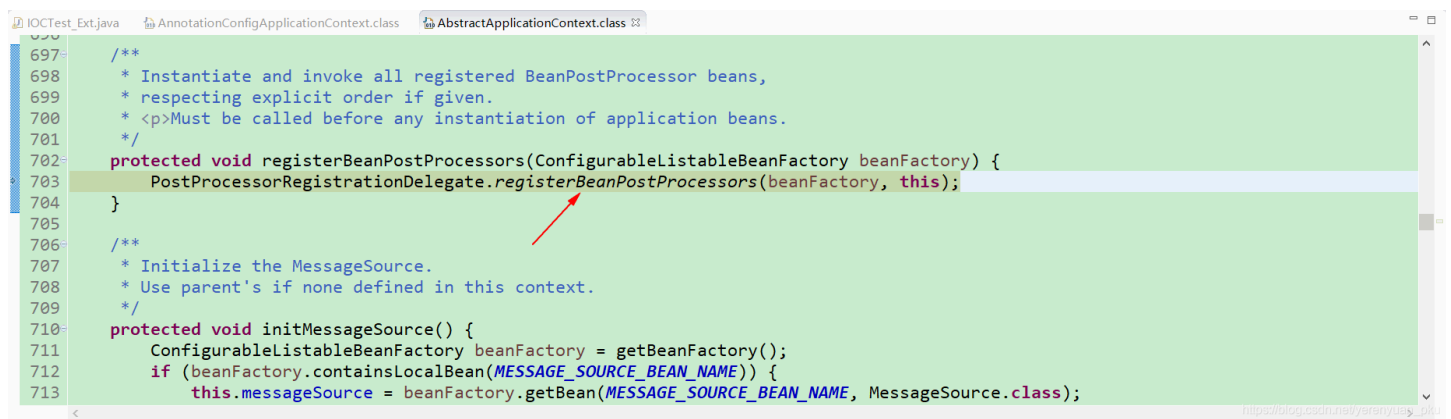 IOCTest_Ext.java AnnotationConfigApplicationContext.class AbstractApplicationContext.class
697 /**
698 * Instantiate and invoke all registered BeanPostProcessor beans,
699 * respecting explicit order if given.
700 * <p>Must be called before any instantiation of application beans.
701 */
702 protected void registerBeanPostProcessors(ConfigurableListableBeanFactory beanFactory) {
703 PostProcessorRegistrationDelegate.registerBeanPostProcessors(beanFactory, this);
704 }
705
706 /**
707 * Initialize the MessageSource.
708 * Use parent's if none defined in this context.
709 */
710 protected void initMessageSource() {
711 ConfigurableListableBeanFactory beanFactory = getBeanFactory();
712 if (beanFactory.containsLocalBean(MESSAGE_SOURCE_BEAN_NAME)) {
713 this.messageSource = beanFactory.getBean(MESSAGE_SOURCE_BEAN_NAME, MessageSource.class);